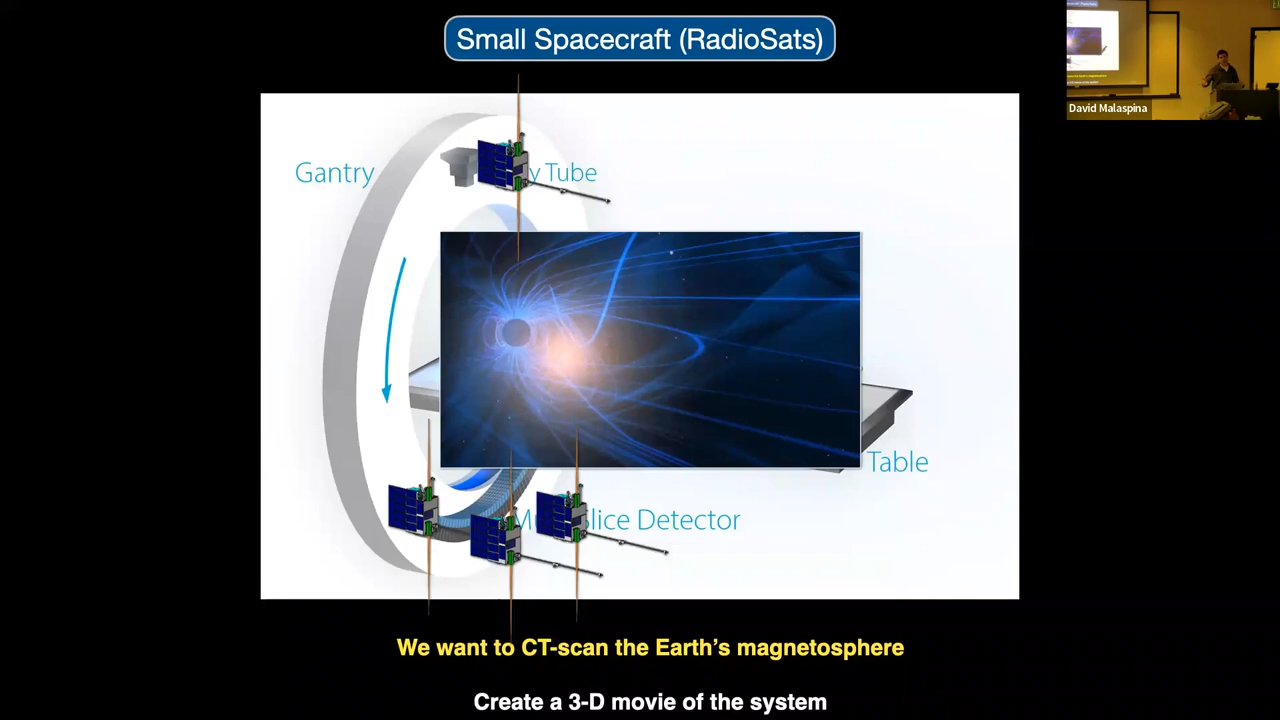 Small Spacecraft (RadioSats)
Gantry
y Tube
Table
Slice Detector
We want to CT-scan the Earth's magnetosphere
Create a 3-D movie of the system
David Malaspina